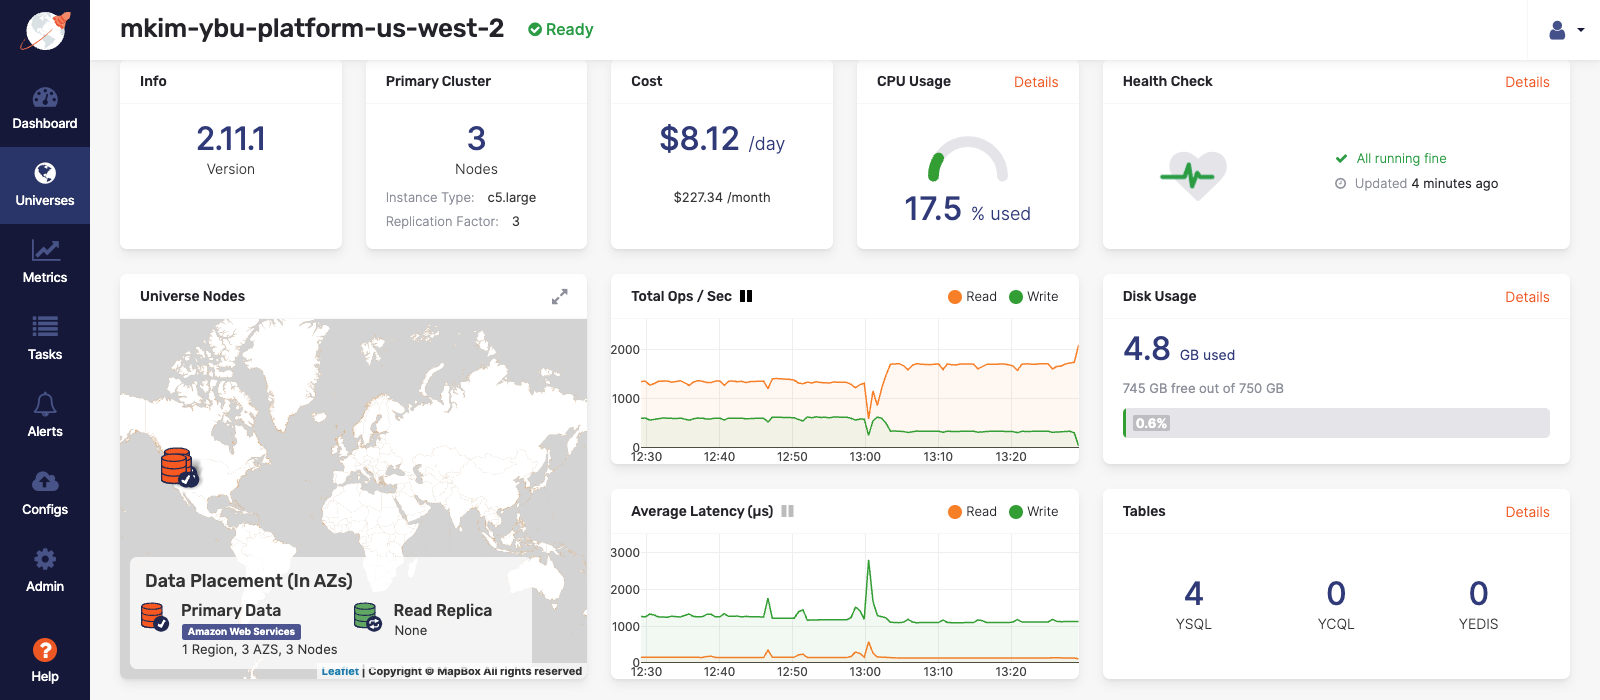 mkim-ybu-platform-us-west-2 Ready
Dashboard
Universes
Metrics
Tasks
Alerts
Configs
Admin
Help
Info
2.11.1
Version
Primary Cluster
3
Nodes
Instance Type: c5.large
Replication Factor: 3
Cost
$8.12 /day
$227.34 /month
CPU Usage Details
17.5 % used
Health Check Details
All running fine
Updated 4 minutes ago
Universe Nodes
Data Placement (In AZs)
Primary Data
Amazon Web Services
1 Region, 3 AZS, 3 Nodes
Read Replica
None
Leaflet | Copyright © MapBox All rights reserved
Total Ops / Sec Read Write
2000
1000
0
12:30 12:40 12:50 13:00 13:10 13:20
Average Latency (µs) Read Write
3000
2000
1000
0
12:30 12:40 12:50 13:00 13:10 13:20
Disk Usage Details
4.8 GB used
745 GB free out of 750 GB
0.6%
Tables Details
4 0 0
YSQL YCQL YEDIS